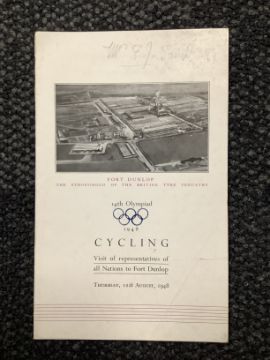 FORT DUNLOP
THE STRONGHOLD OF THE BRITISH TYRE INDUSTRY
14th Olympiad
1948
CYCLING
Visit of representatives of
all Nations to Fort Dunlop
Thursday, 12th August, 1948